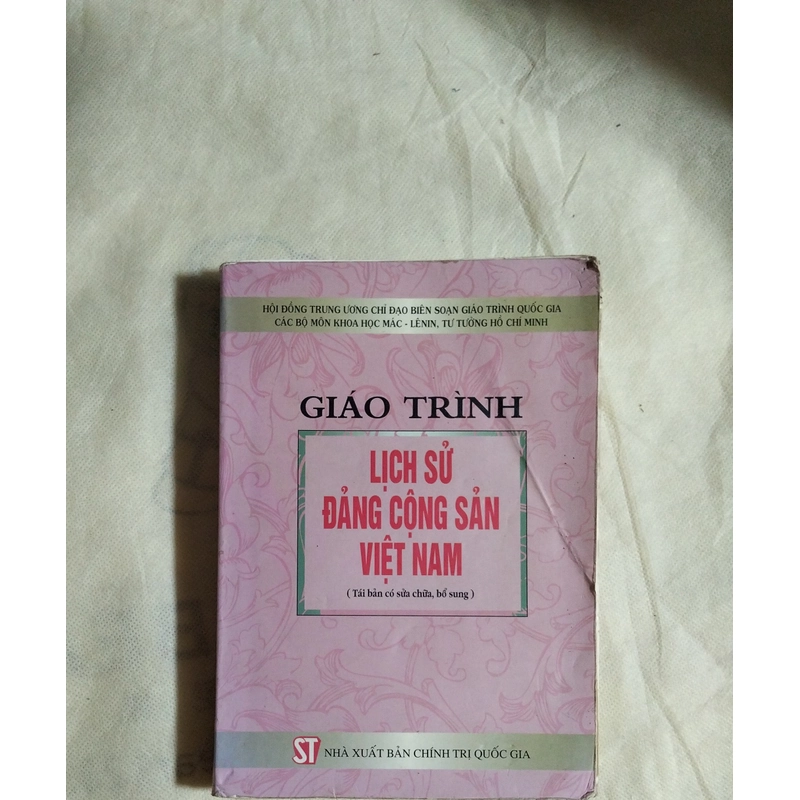 HỘI ĐỒNG TRUNG ƯƠNG CHỈ ĐẠO BIÊN SOẠN GIÁO TRÌNH QUỐC GIA
CÁC BỘ MÔN KHOA HỌC MÁC - LÊNIN, TƯ TƯỞNG HỒ CHÍ MINH
GIÁO TRÌNH
LỊCH SỬ
ĐẢNG CỘNG SẢN
VIỆT NAM
( Tái bản có sửa chữa, bổ sung )
ST NHÀ XUẤT BẢN CHÍNH TRỊ QUỐC GIA